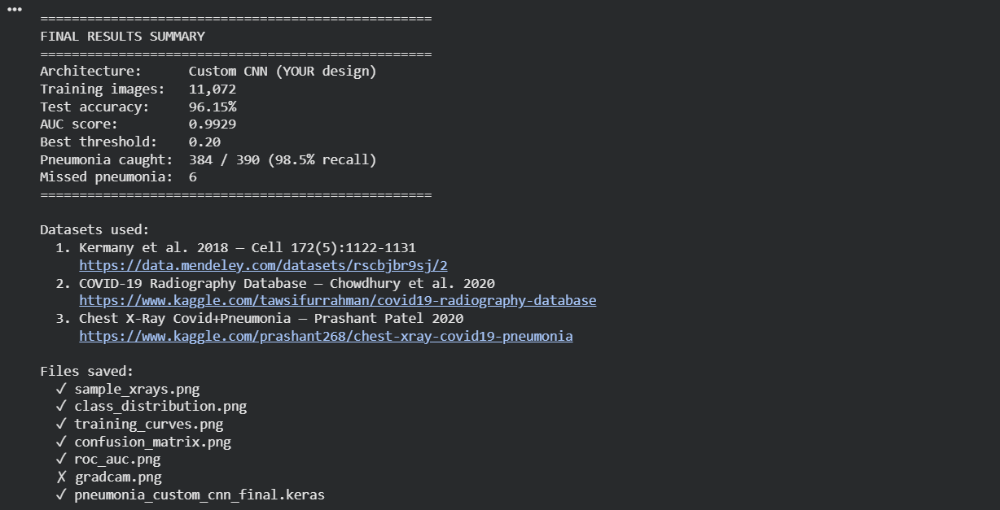 •••
==================================================
FINAL RESULTS SUMMARY
==================================================
Architecture:      Custom CNN (YOUR design)
Training images:   11,072
Test accuracy:     96.15%
AUC score:         0.9929
Best threshold:    0.20
Pneumonia caught:  384 / 390 (98.5% recall)
Missed pneumonia:  6
==================================================
Datasets used:
1. Kermany et al. 2018 — Cell 172(5):1122-1131
https://data.mendeley.com/datasets/rscbjbr9sj/2
2. COVID-19 Radiography Database — Chowdhury et al. 2020
https://www.kaggle.com/tawsifurrahman/covid19-radiography-database
3. Chest X-Ray Covid+Pneumonia — Prashant Patel 2020
https://www.kaggle.com/prashant268/chest-xray-covid19-pneumonia
Files saved:
✓ sample_xrays.png
✓ class_distribution.png
✓ training_curves.png
✓ confusion_matrix.png
✓ roc_auc.png
✗ gradcam.png
✓ pneumonia_custom_cnn_final.keras